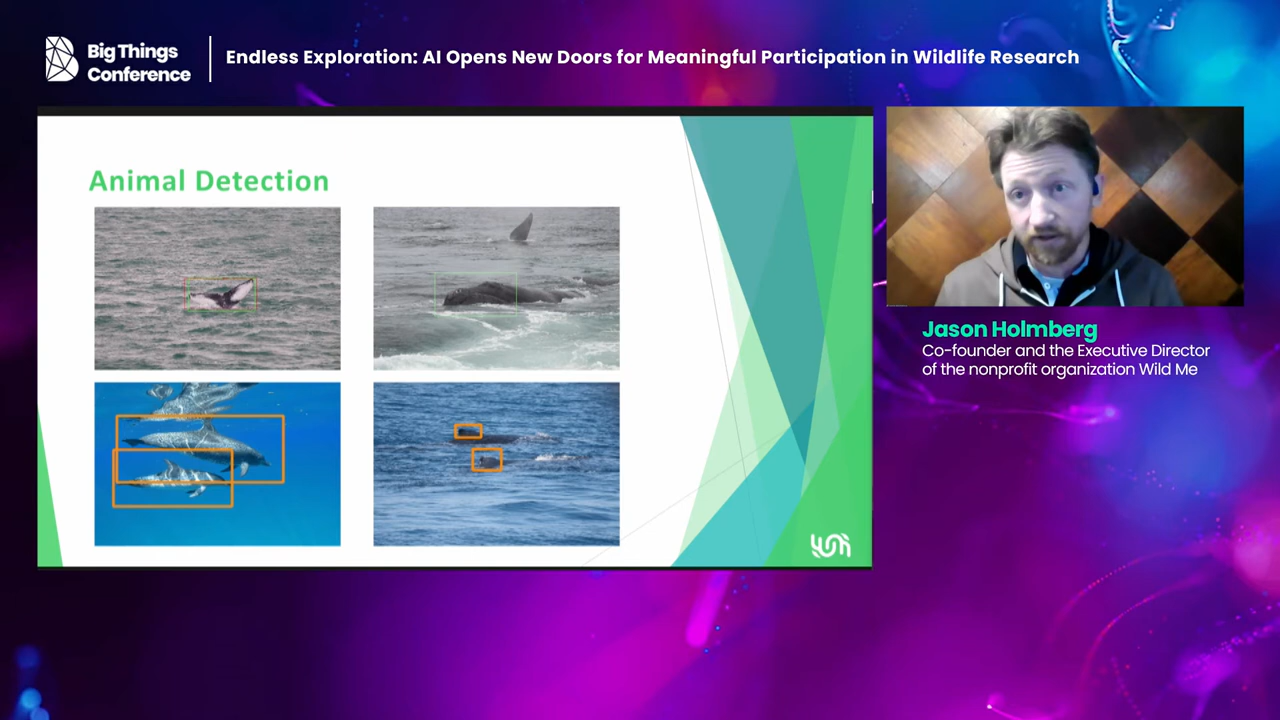 Big Things
Conference
Endless Exploration: AI Opens New Doors for Meaningful Participation in Wildlife Research
Animal Detection
Jason Holmberg
Co-founder and the Executive Director
of the nonprofit organization Wild Me